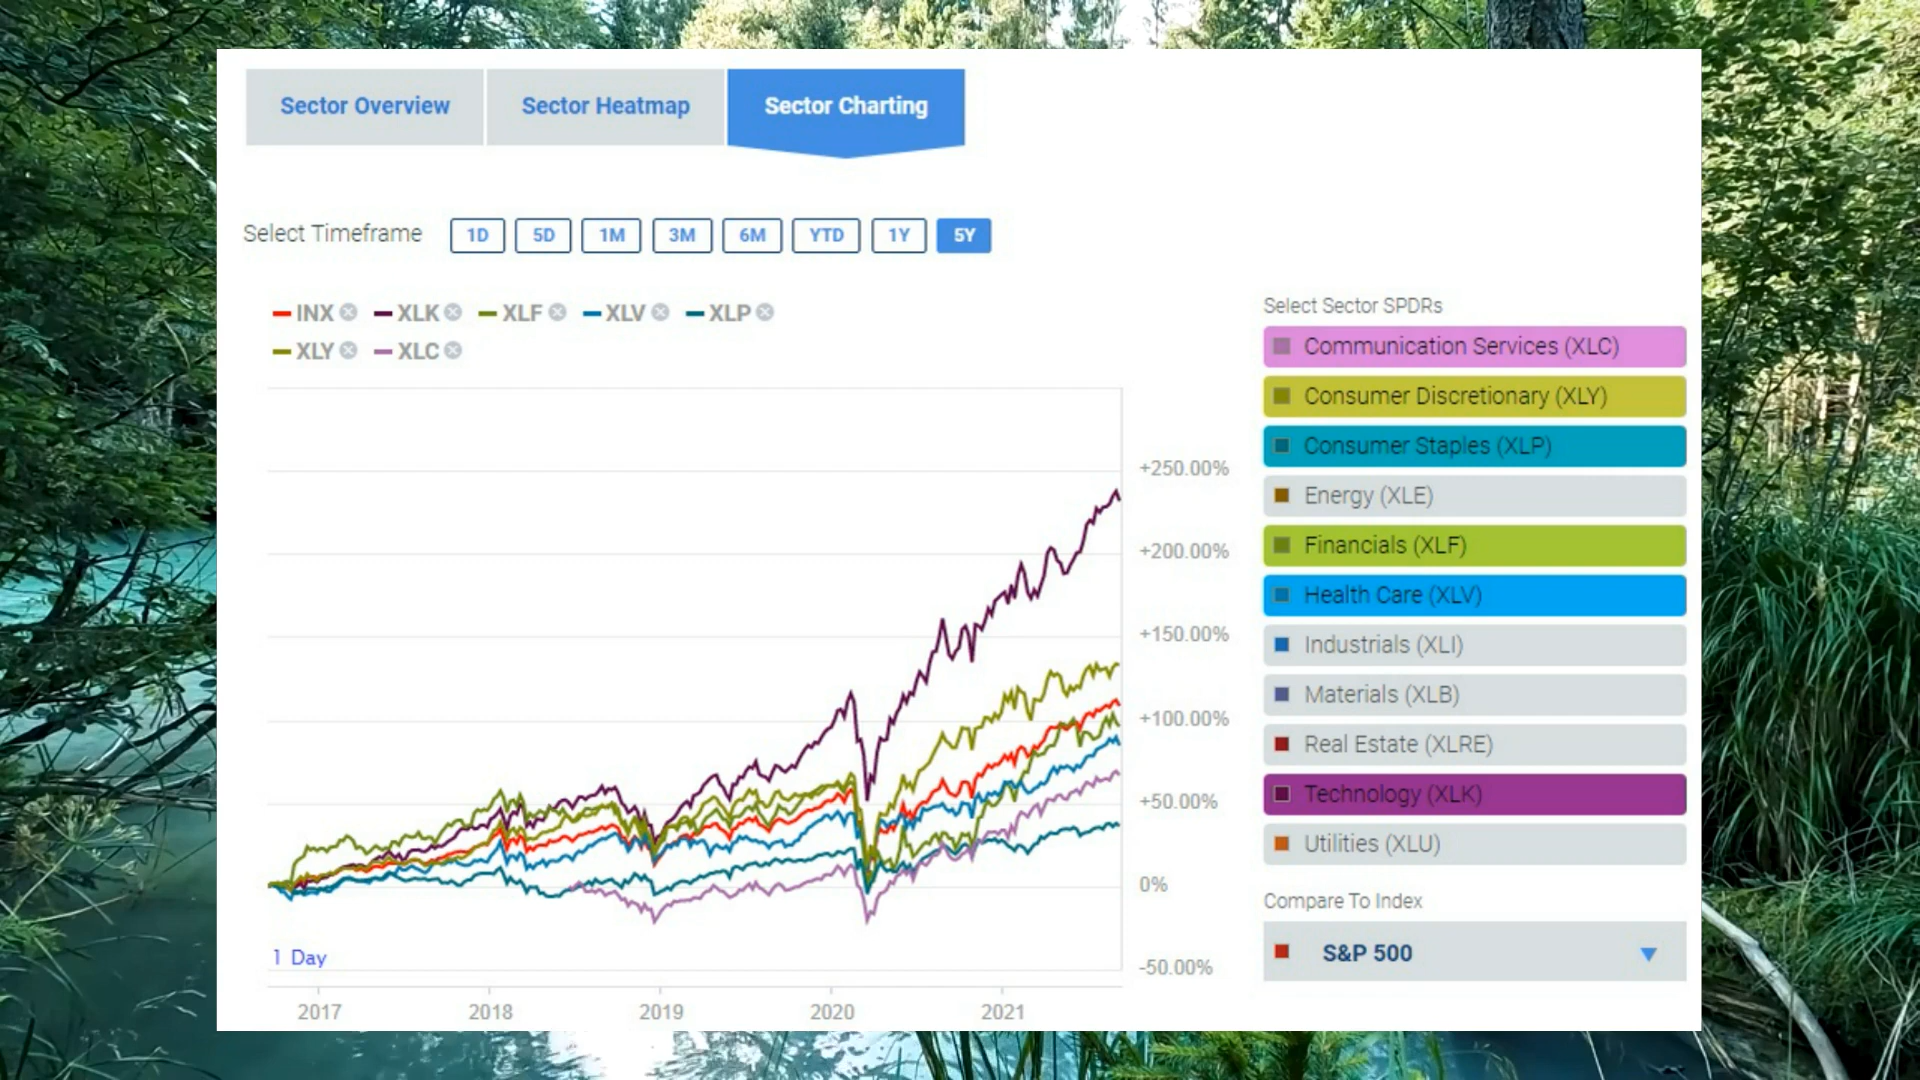 Sector Overview Sector Heatmap Sector Charting
Select Timeframe 1D 5D 1M 3M 6M YTD 1Y 5Y
INX XLK XLF XLV XLP
XLY XLC
+250.00%
+200.00%
+150.00%
+100.00%
+50.00%
0%
-50.00%
1 Day
2017 2018 2019 2020 2021
Select Sector SPDRs
Communication Services (XLC)
Consumer Discretionary (XLY)
Consumer Staples (XLP)
Energy (XLE)
Financials (XLF)
Health Care (XLV)
Industrials (XLI)
Materials (XLB)
Real Estate (XLRE)
Technology (XLK)
Utilities (XLU)
Compare To Index
S&P 500